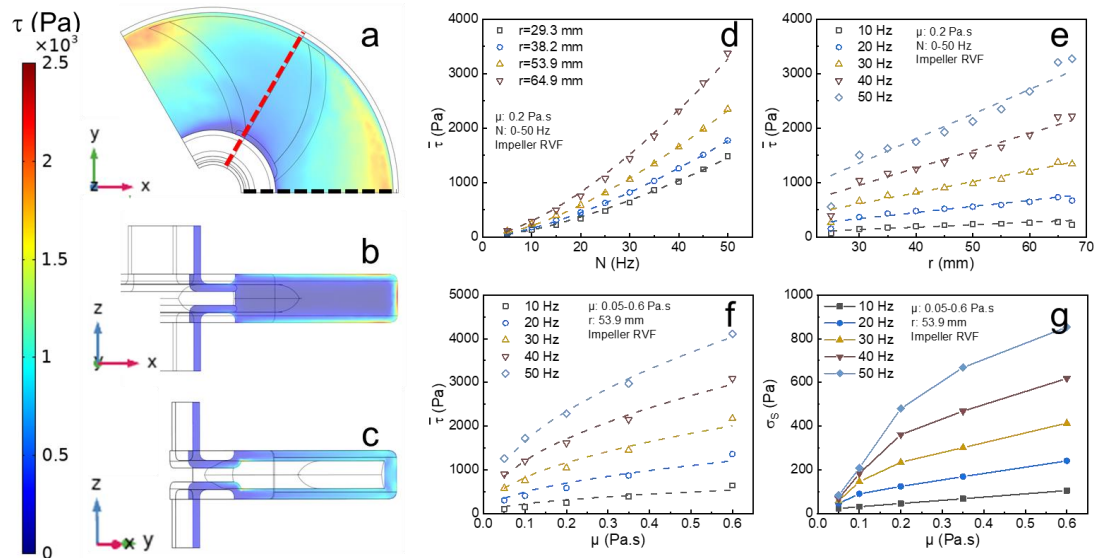 τ (Pa)
×10³
2.5
2
1.5
1
0.5
0
a
y
z
x
b
z
y
x
c
z
x
y
d
4000
3000
2000
1000
0
τ̄ (Pa)
r=29.3 mm
r=38.2 mm
r=53.9 mm
r=64.9 mm
μ: 0.2 Pa.s
N: 0-50 Hz
Impeller RVF
0 10 20 30 40 50
N (Hz)
e
4000
3000
2000
1000
0
τ̄ (Pa)
10 Hz
20 Hz
30 Hz
40 Hz
50 Hz
μ: 0.2 Pa.s
N: 0-50 Hz
Impeller RVF
20 30 40 50 60 70
r (mm)
f
5000
4000
3000
2000
1000
0
τ̄ (Pa)
10 Hz
20 Hz
30 Hz
40 Hz
50 Hz
μ: 0.05-0.6 Pa.s
r: 53.9 mm
Impeller RVF
0.0 0.1 0.2 0.3 0.4 0.5 0.6
μ (Pa.s)
g
1000
800
600
400
200
0
σS (Pa)
10 Hz
20 Hz
30 Hz
40 Hz
50 Hz
μ: 0.05-0.6 Pa.s
r: 53.9 mm
Impeller RVF
0.0 0.1 0.2 0.3 0.4 0.5 0.6
μ (Pa.s)